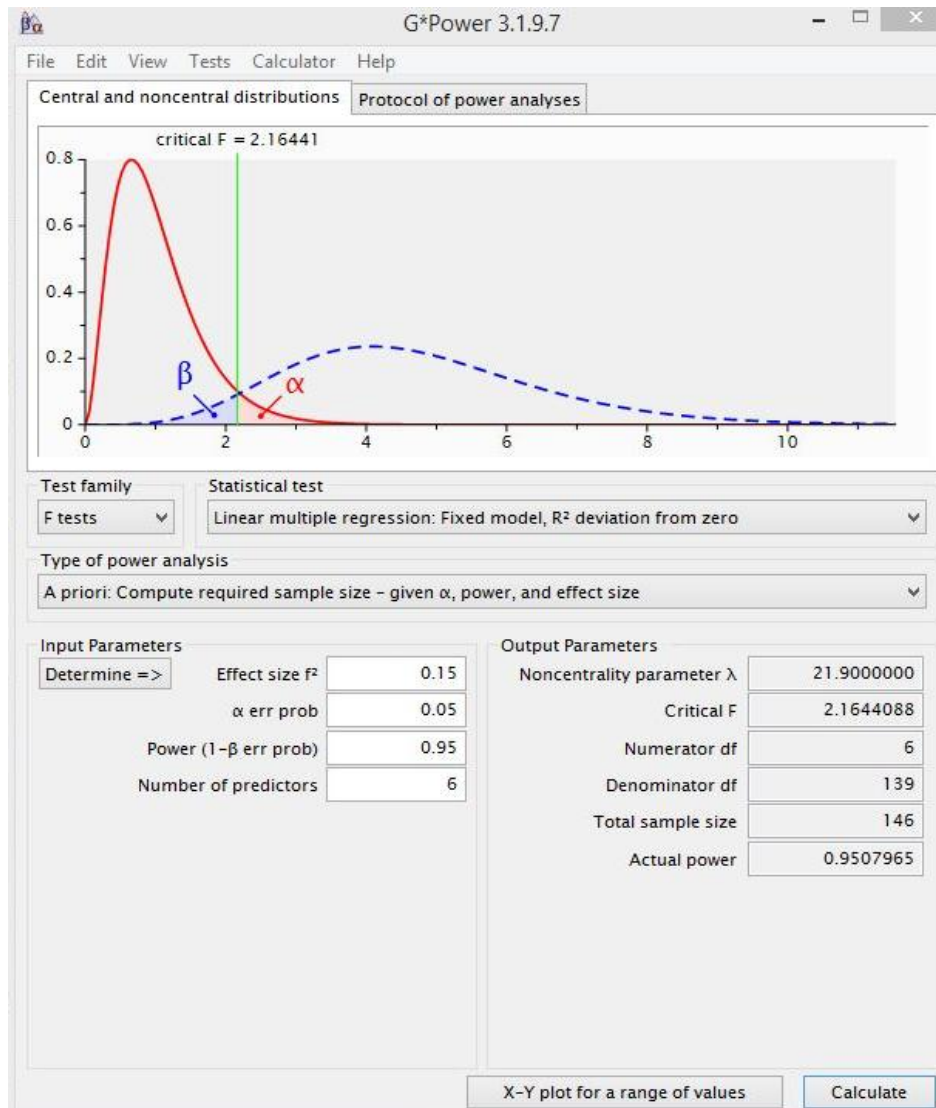 βα G*Power 3.1.9.7
File Edit View Tests Calculator Help
Central and noncentral distributions Protocol of power analyses
critical F = 2.16441
0.8
0.6
0.4
0.2
0
β α
0 2 4 6 8 10
Test family Statistical test
F tests Linear multiple regression: Fixed model, R² deviation from zero
Type of power analysis
A priori: Compute required sample size – given α, power, and effect size
Input Parameters
Determine => Effect size f² 0.15
α err prob 0.05
Power (1–β err prob) 0.95
Number of predictors 6
Output Parameters
Noncentrality parameter λ 21.9000000
Critical F 2.1644088
Numerator df 6
Denominator df 139
Total sample size 146
Actual power 0.9507965
X–Y plot for a range of values Calculate